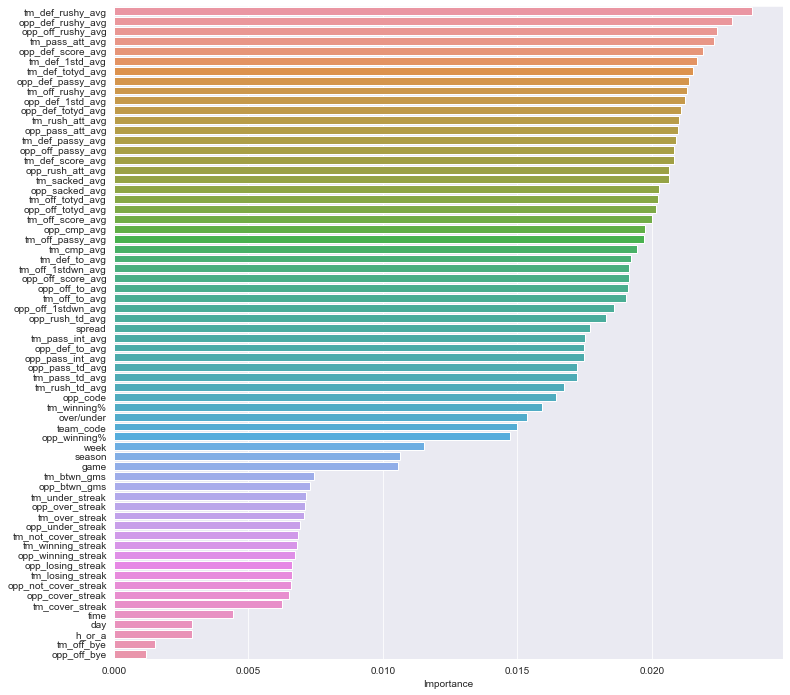 tm_def_rushy_avg
opp_def_rushy_avg
opp_off_rushy_avg
tm_pass_att_avg
opp_def_score_avg
tm_def_1std_avg
tm_def_totyd_avg
opp_def_passy_avg
tm_off_rushy_avg
opp_def_1std_avg
opp_def_totyd_avg
tm_rush_att_avg
opp_pass_att_avg
tm_def_passy_avg
opp_off_passy_avg
tm_def_score_avg
opp_rush_att_avg
tm_sacked_avg
opp_sacked_avg
tm_off_totyd_avg
opp_off_totyd_avg
tm_off_score_avg
opp_cmp_avg
tm_off_passy_avg
tm_cmp_avg
tm_def_to_avg
tm_off_1stdwn_avg
opp_off_score_avg
opp_off_to_avg
tm_off_to_avg
opp_off_1stdwn_avg
opp_rush_td_avg
spread
tm_pass_int_avg
opp_def_to_avg
opp_pass_int_avg
opp_pass_td_avg
tm_pass_td_avg
tm_rush_td_avg
opp_code
tm_winning%
over/under
team_code
opp_winning%
week
season
game
tm_btwn_gms
opp_btwn_gms
tm_under_streak
opp_over_streak
tm_over_streak
opp_under_streak
tm_not_cover_streak
tm_winning_streak
opp_winning_streak
opp_losing_streak
tm_losing_streak
opp_not_cover_streak
opp_cover_streak
tm_cover_streak
time
day
h_or_a
tm_off_bye
opp_off_bye
0.000 0.005 0.010 0.015 0.020
Importance